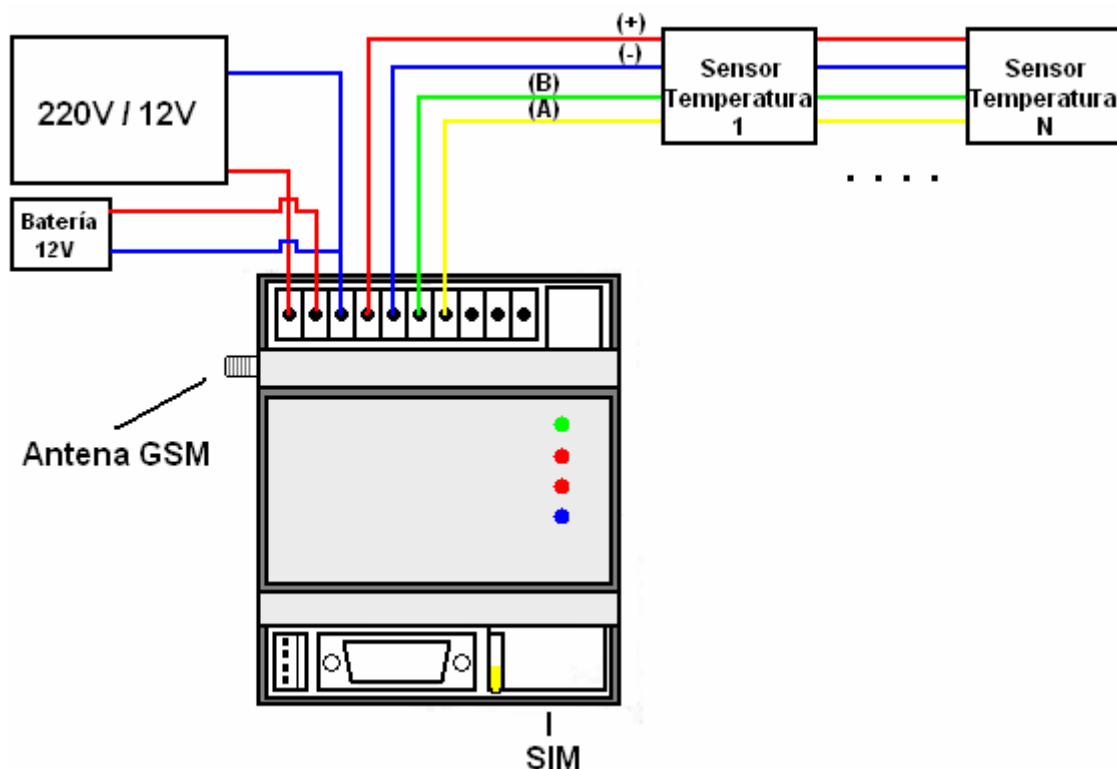 220V / 12V
Batería
12V
(+)
(-)
(B)
(A)
Sensor
Temperatura
1
Sensor
Temperatura
N
. . . .
Antena GSM
SIM